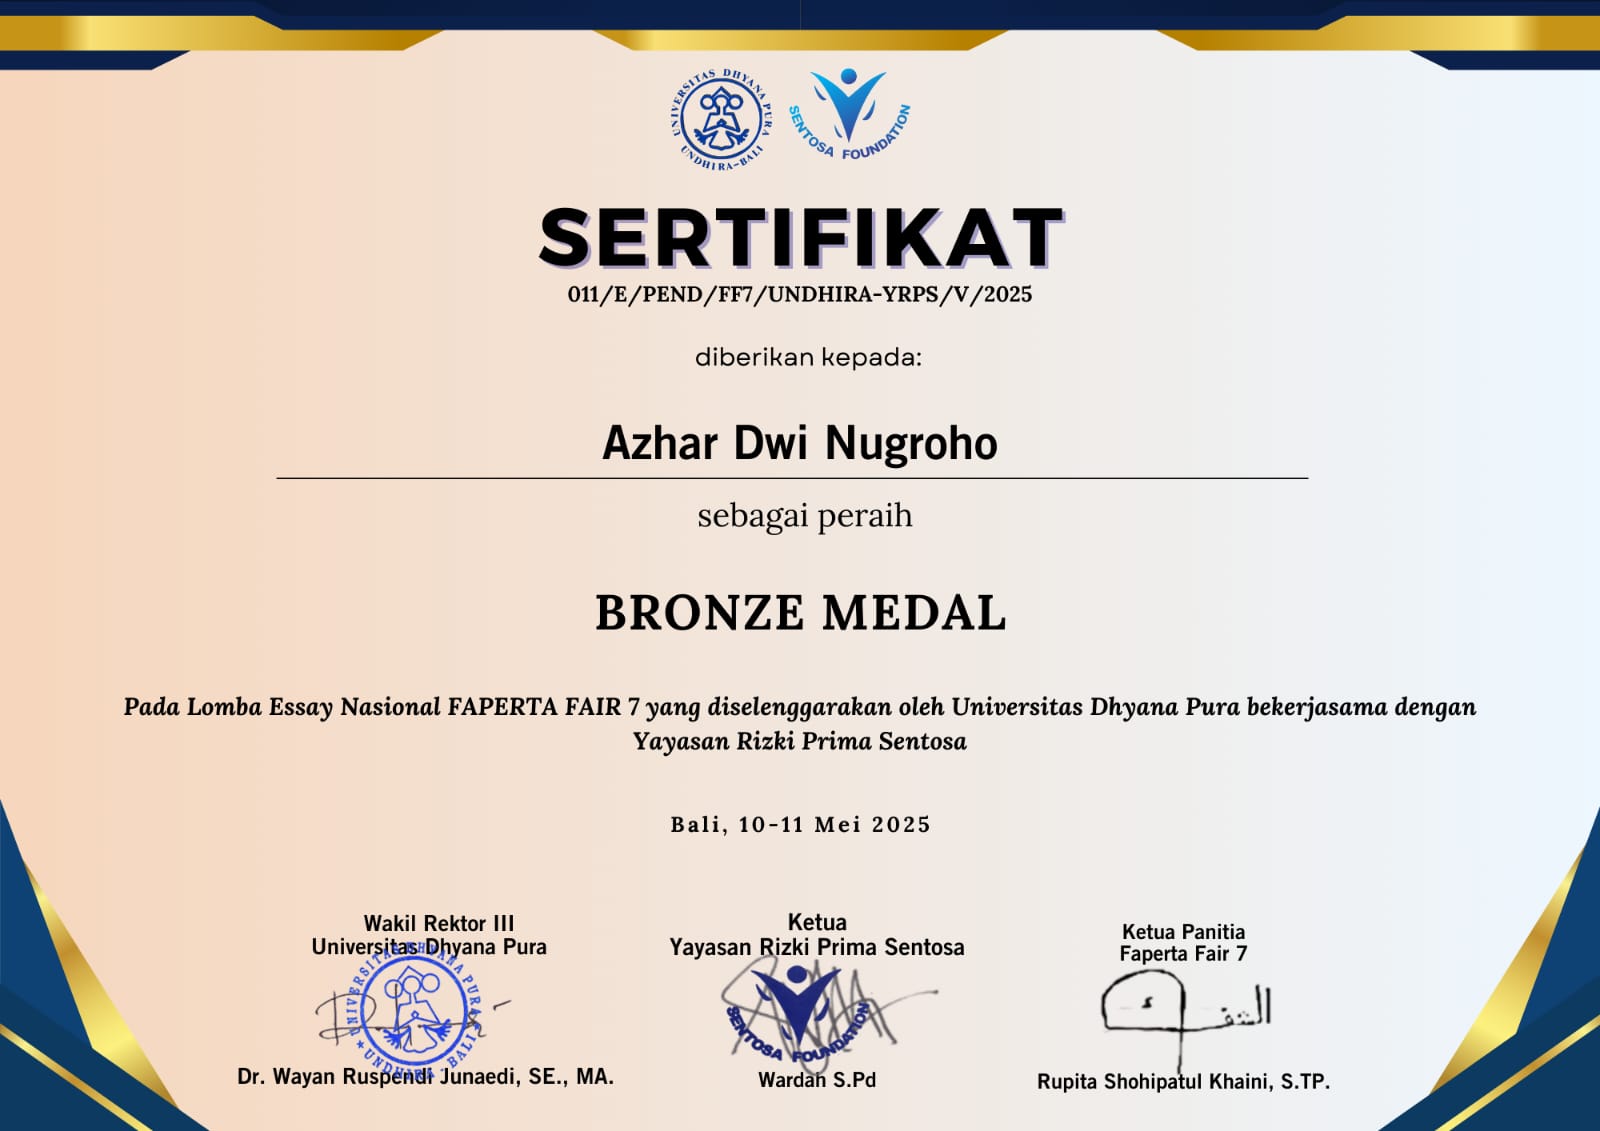 UNIVERSITAS DHYANA PURA
UNDHIRA-BALI
SENTOSA FOUNDATION
SERTIFIKAT
011/E/PEND/FF7/UNDHIRA-YRPS/V/2025
diberikan kepada:
Azhar Dwi Nugroho
sebagai peraih
BRONZE MEDAL
Pada Lomba Essay Nasional FAPERTA FAIR 7 yang diselenggarakan oleh Universitas Dhyana Pura bekerjasama dengan
Yayasan Rizki Prima Sentosa
Bali, 10-11 Mei 2025
Wakil Rektor III
Universitas Dhyana Pura
UNIVERSITAS DHYANA PURA
UNDHIRA BALI
Dr. Wayan Ruspendi Junaedi, SE., MA.
Ketua
Yayasan Rizki Prima Sentosa
SENTOSA FOUNDATION
Wardah S.Pd
Ketua Panitia
Faperta Fair 7
Rupita Shohipatul Khaini, S.TP.